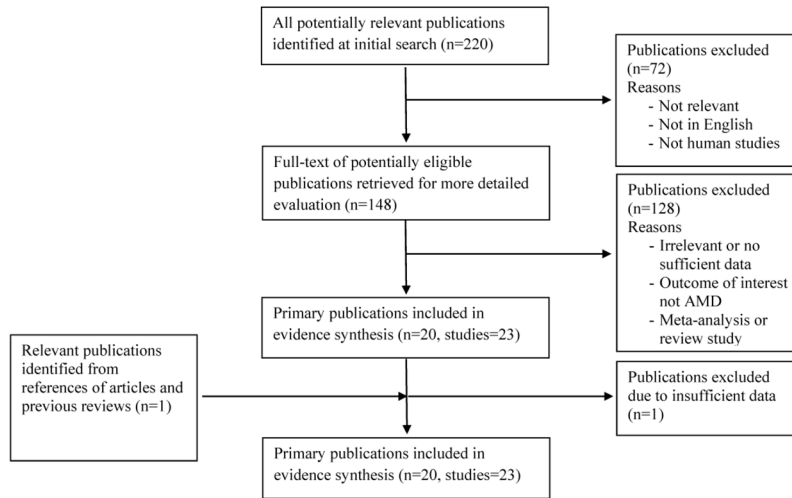 All potentially relevant publications
identified at initial search (n=220)
Publications excluded
(n=72)
Reasons
- Not relevant
- Not in English
- Not human studies
Full-text of potentially eligible
publications retrieved for more detailed
evaluation (n=148)
Publications excluded
(n=128)
Reasons
- Irrelevant or no
sufficient data
- Outcome of interest
not AMD
- Meta-analysis or
review study
Primary publications included in
evidence synthesis (n=20, studies=23)
Relevant publications
identified from
references of articles and
previous reviews (n=1)
Publications excluded
due to insufficient data
(n=1)
Primary publications included in
evidence synthesis (n=20, studies=23)